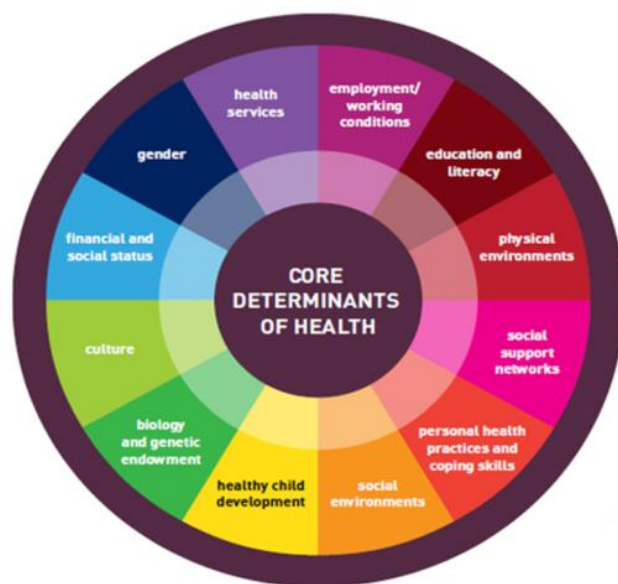 CORE
DETERMINANTS
OF HEALTH
employment/
working
conditions
education and
literacy
physical
environments
social
support
networks
personal health
practices and
coping skills
social
environments
healthy child
development
biology
and genetic
endowment
culture
financial and
social status
gender
health
services